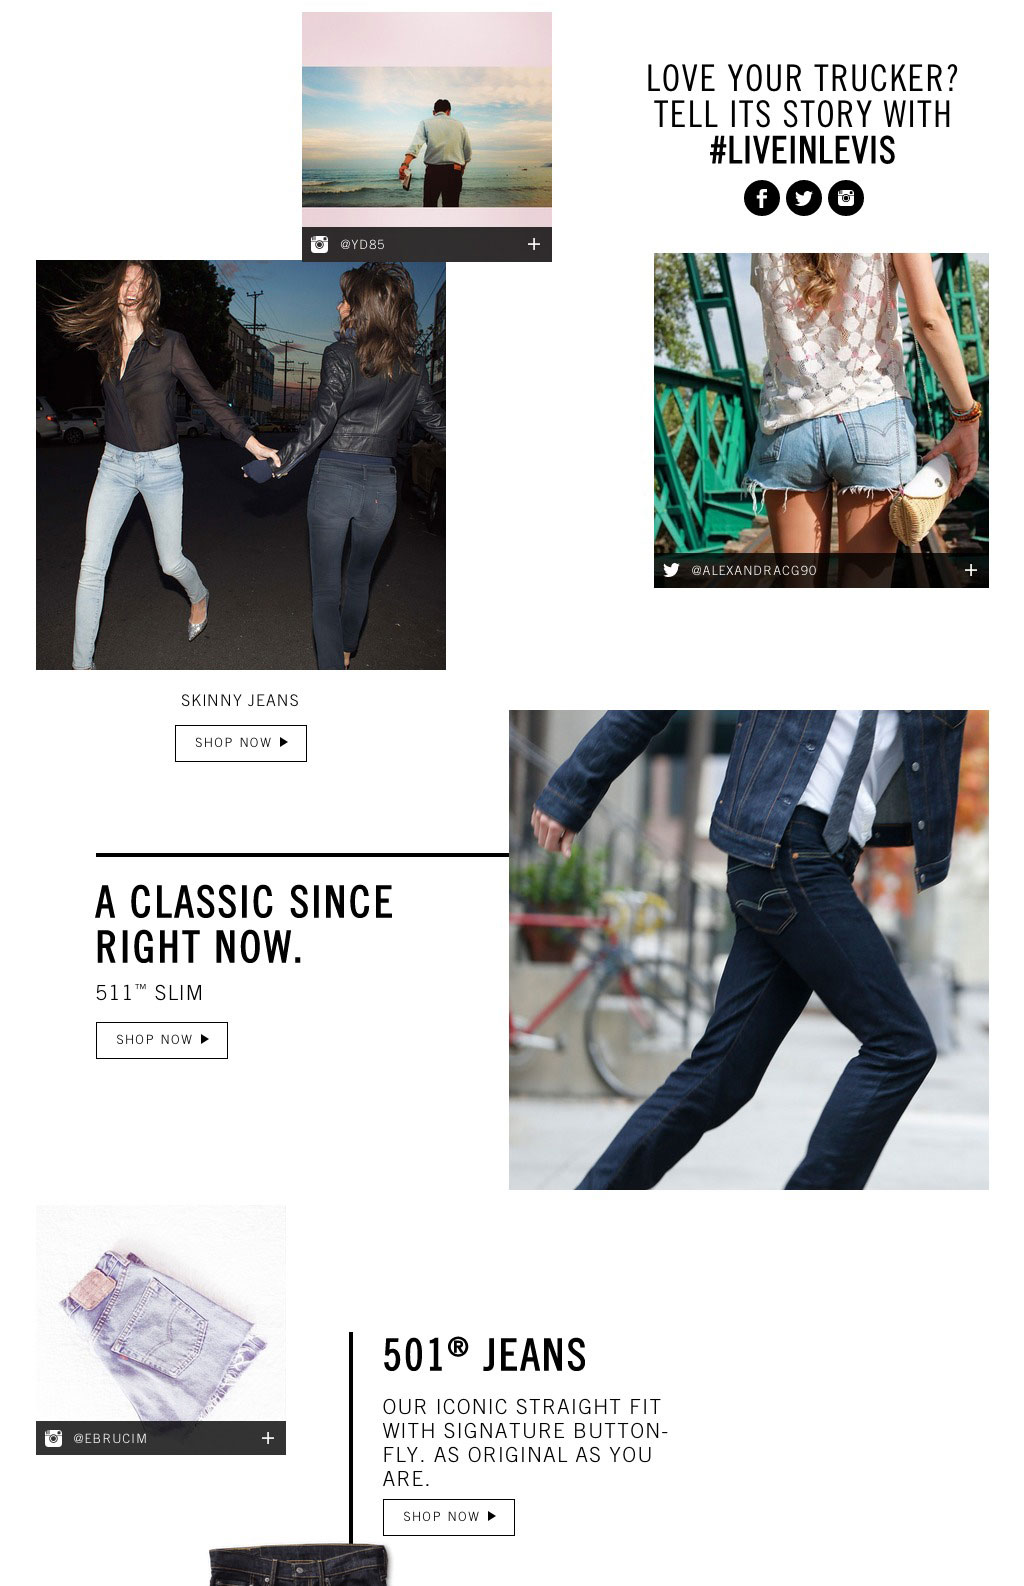 LOVE YOUR TRUCKER?
TELL ITS STORY WITH
#LIVEINLEVIS
@YD85
@ALEXANDRACG90
SKINNY JEANS
SHOP NOW
A CLASSIC SINCE
RIGHT NOW.
511™ SLIM
SHOP NOW
@EBRUCIM
501® JEANS
OUR ICONIC STRAIGHT FIT
WITH SIGNATURE BUTTON-
FLY. AS ORIGINAL AS YOU
ARE.
SHOP NOW